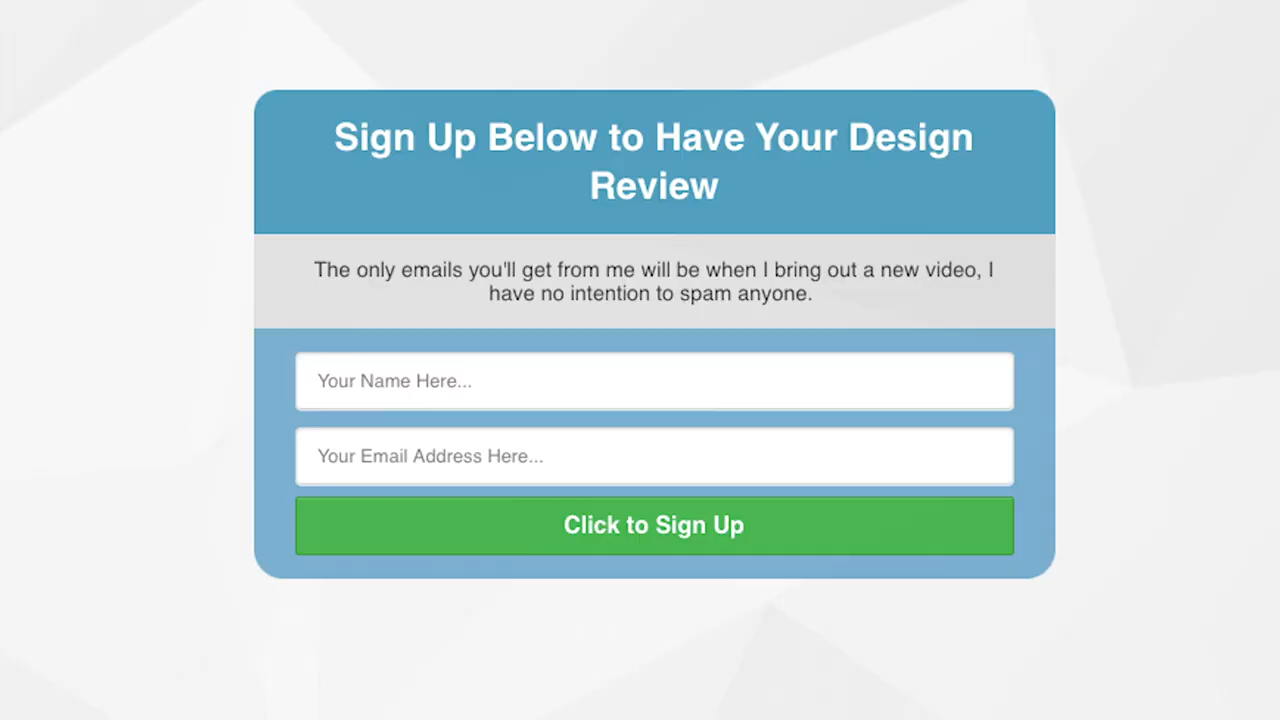 Sign Up Below to Have Your Design
Review
The only emails you'll get from me will be when I bring out a new video, I
have no intention to spam anyone.
Your Name Here...
Your Email Address Here...
Click to Sign Up